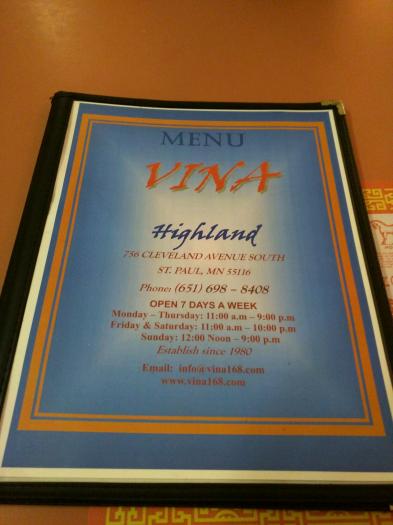 MENU
VINA
Highland
756 CLEVELAND AVENUE SOUTH
ST. PAUL, MN 55116
Phone: (651) 698 – 8408
OPEN 7 DAYS A WEEK
Monday – Thursday: 11:00 a.m – 9:00 p.m
Friday & Saturday: 11:00 a.m – 10:00 p.m
Sunday: 12:00 Noon – 9:00 p.m
Establish since 1980
Email: info@vina168.com
www.vina168.com